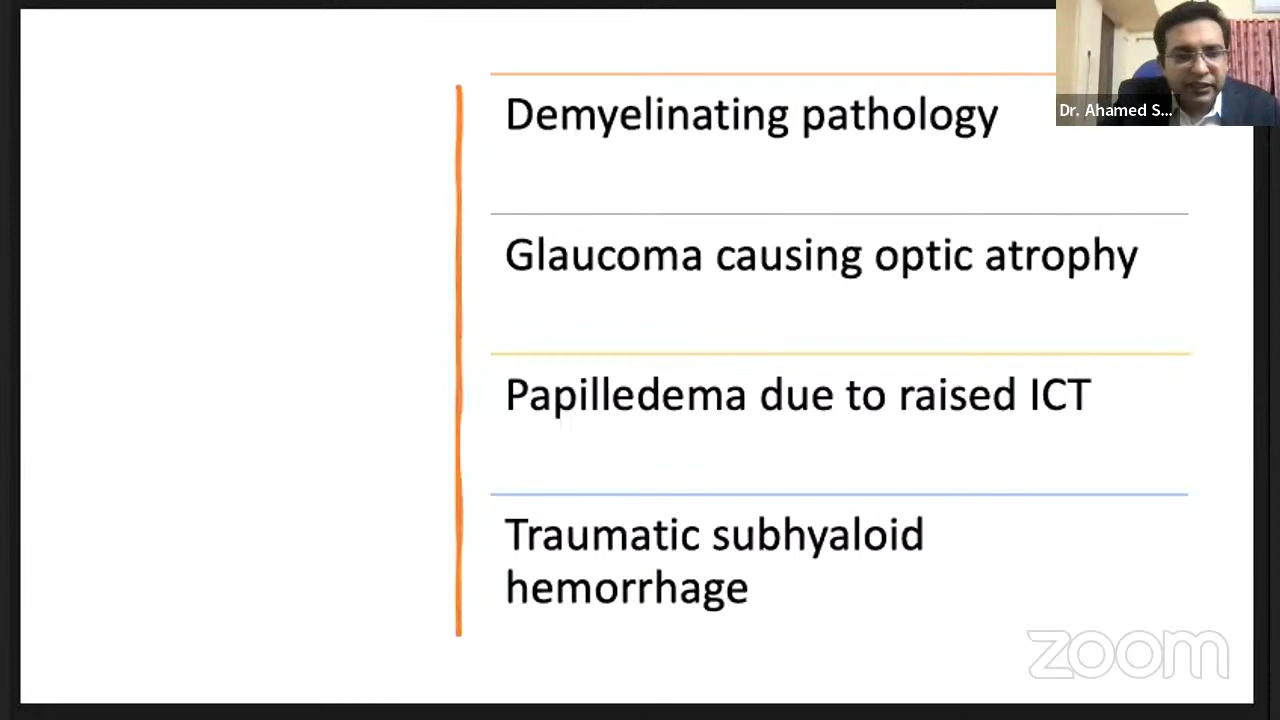 Demyelinating pathology
Dr. Ahamed S...
Glaucoma causing optic atrophy
Papilledema due to raised ICT
Traumatic subhyaloid
hemorrhage
zoom